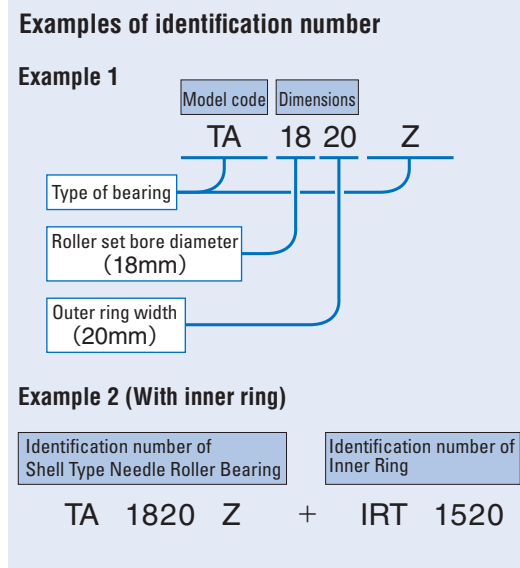 Examples of identification number
Example 1
Model code Dimensions
TA 18 20 Z
Type of bearing
Roller set bore diameter
（18mm）
Outer ring width
（20mm）
Example 2 (With inner ring)
Identification number of
Shell Type Needle Roller Bearing
Identification number of
Inner Ring
TA 1820 Z + IRT 1520